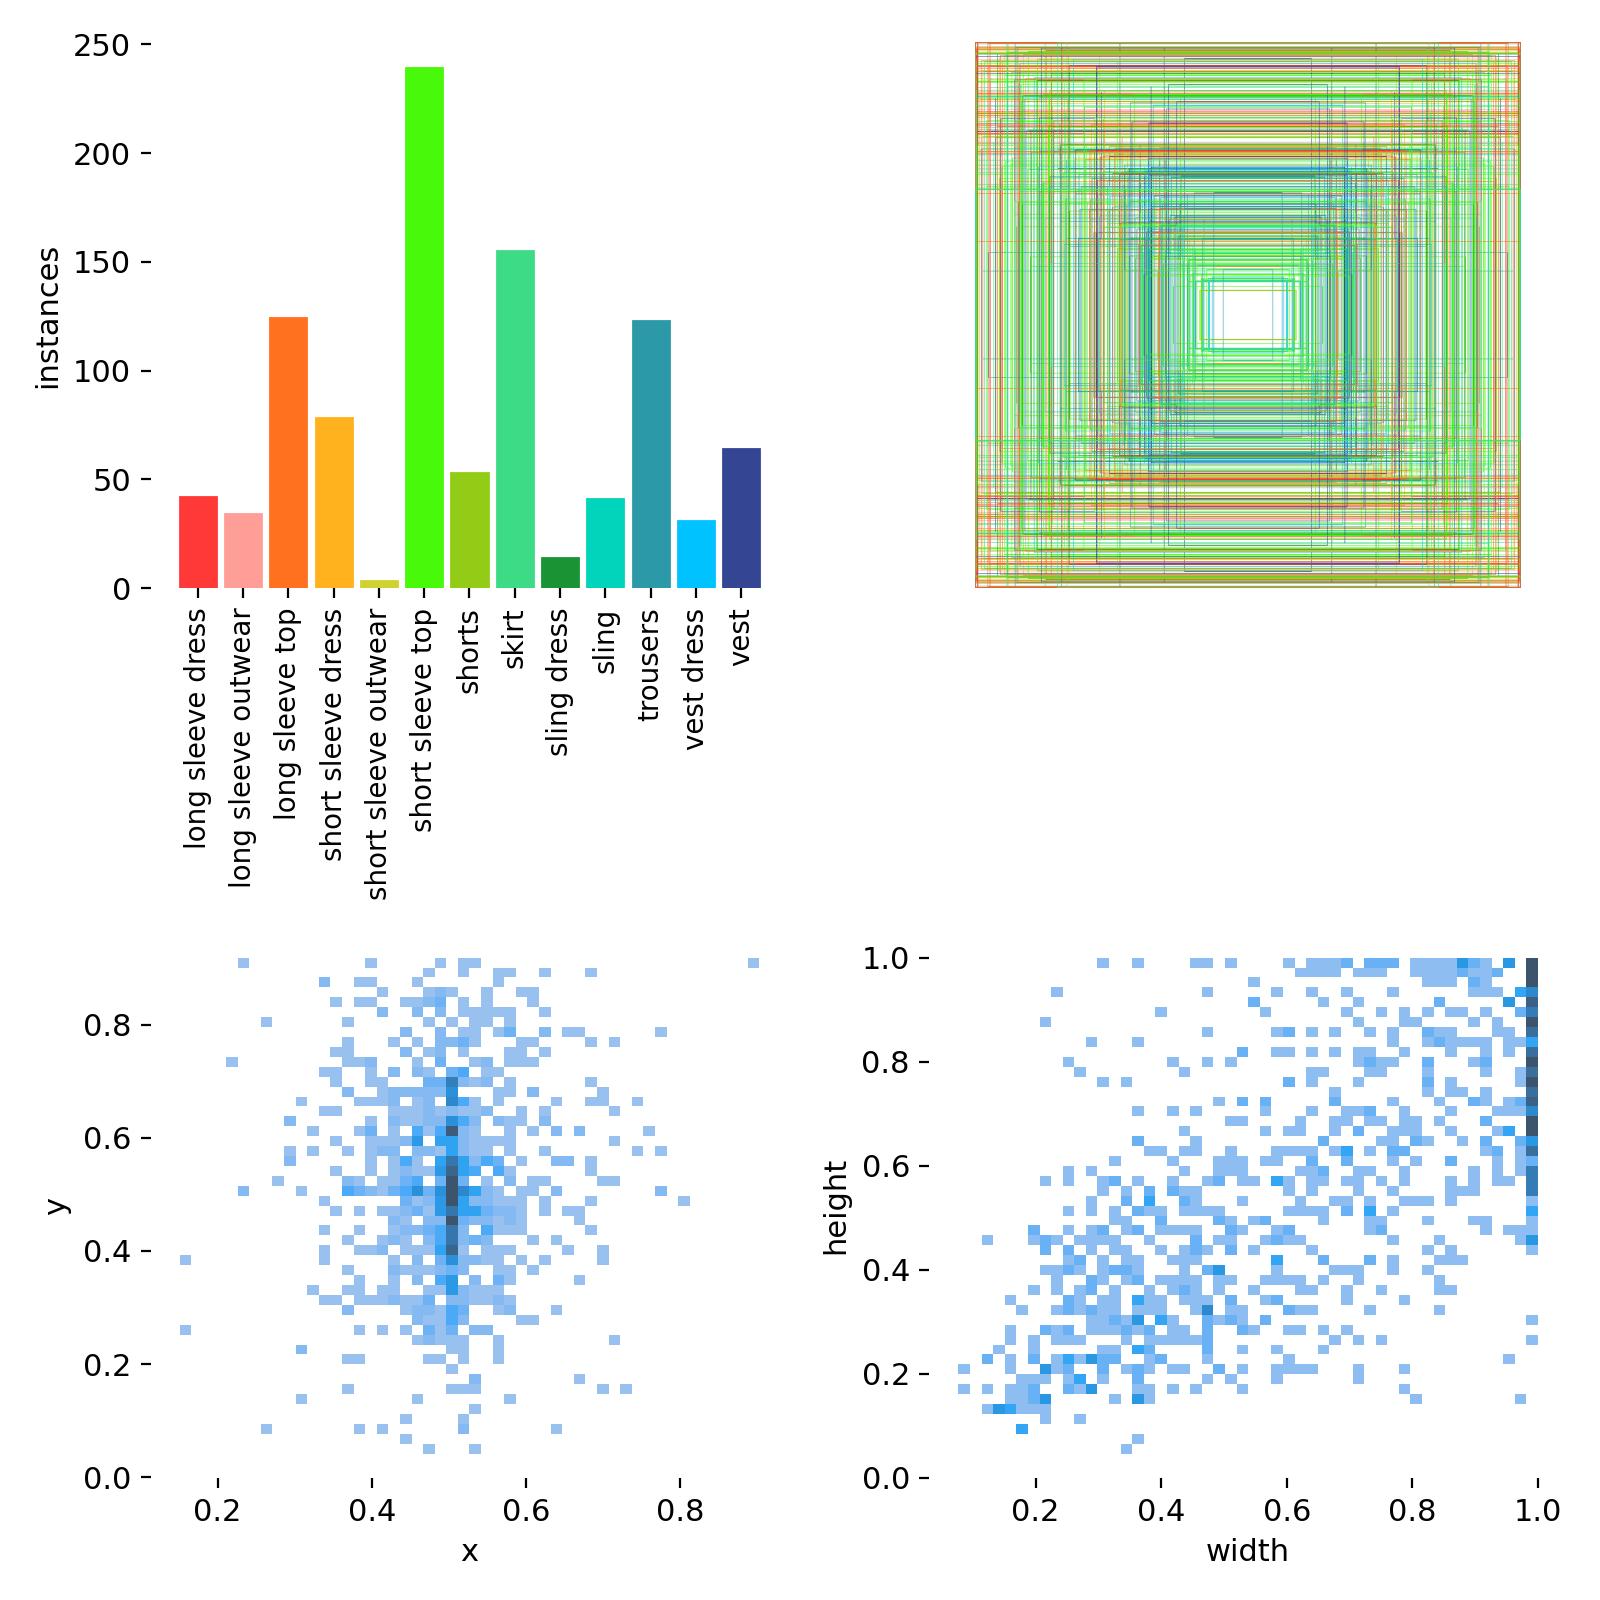 250
200
150
100
50
0
instances
long sleeve dress
long sleeve outwear
long sleeve top
short sleeve dress
short sleeve outwear
short sleeve top
shorts
skirt
sling dress
sling
trousers
vest dress
vest
0.8
0.6
0.4
0.2
0.0
y
0.2 0.4 0.6 0.8
x
1.0
0.8
0.6
0.4
0.2
0.0
height
0.2 0.4 0.6 0.8 1.0
width